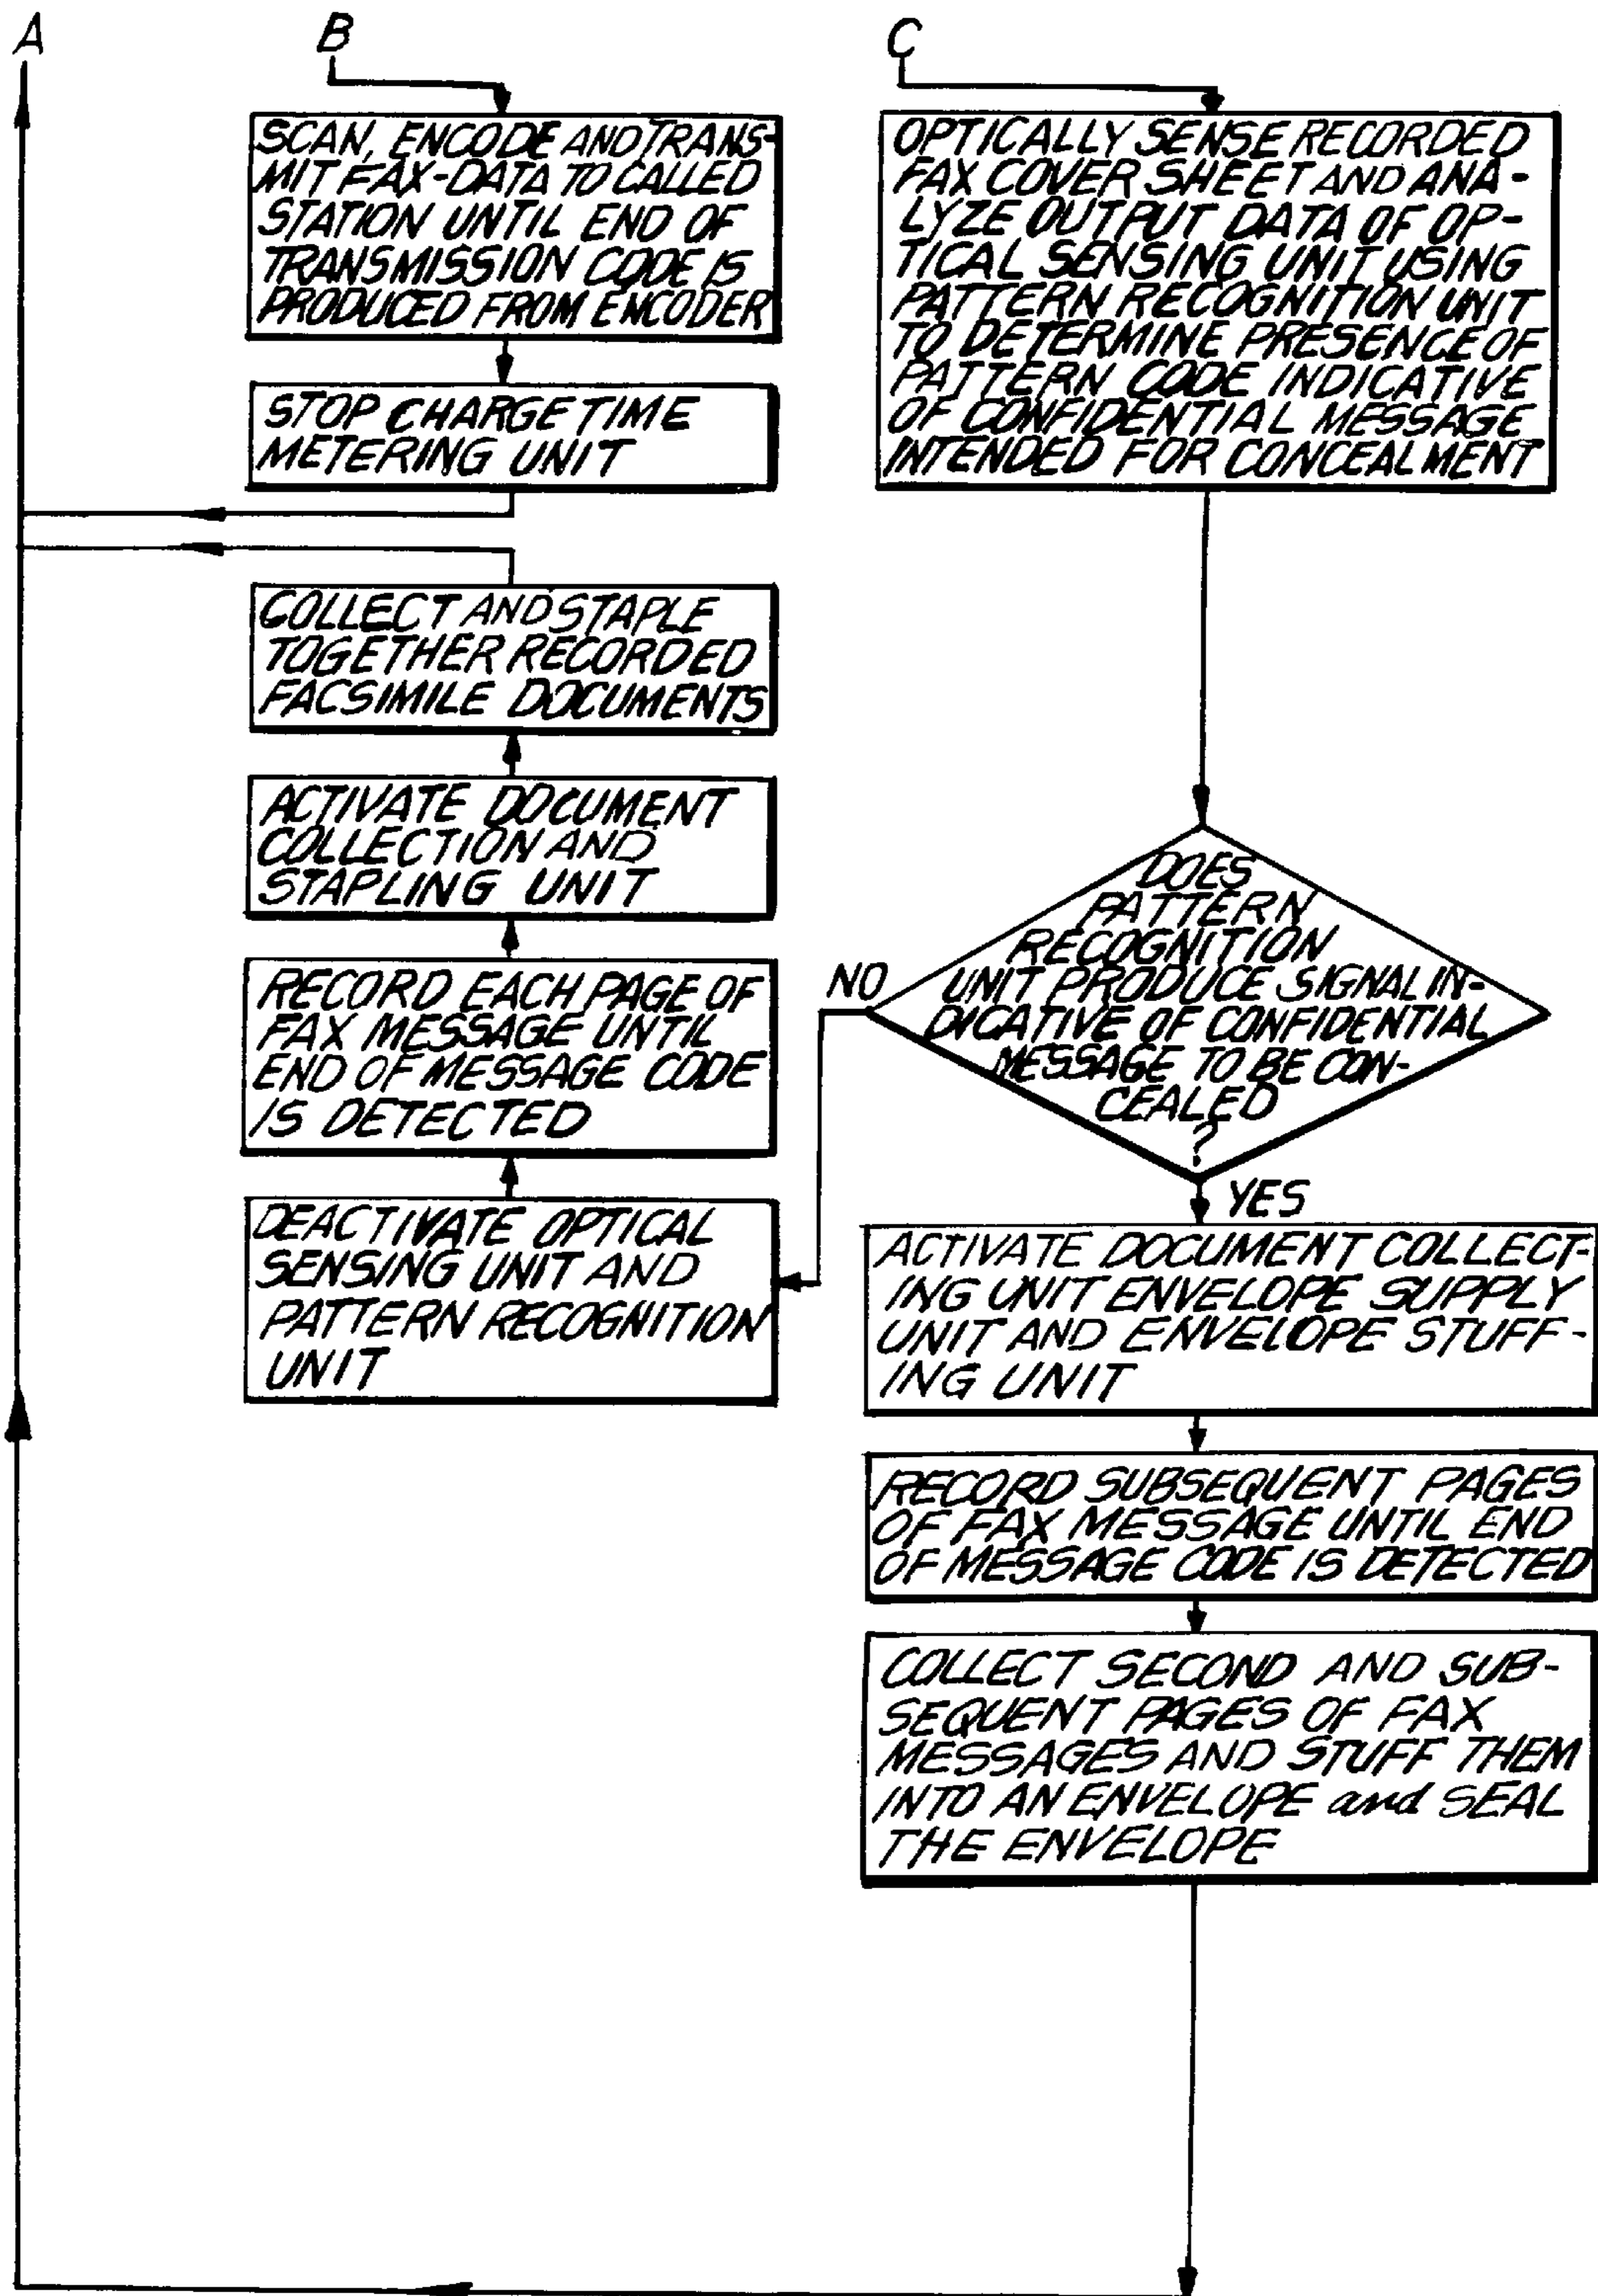 A
B
C
SCAN, ENCODE AND TRANS-
MIT FAX-DATA TO CALLED
STATION UNTIL END OF
TRANSMISSION CODE IS
PRODUCED FROM ENCODER
STOP CHARGE TIME
METERING UNIT
COLLECT AND STAPLE
TOGETHER RECORDED
FACSIMILE DOCUMENTS
ACTIVATE DOCUMENT
COLLECTION AND
STAPLING UNIT
RECORD EACH PAGE OF
FAX MESSAGE UNTIL
END OF MESSAGE CODE
IS DETECTED
DEACTIVATE OPTICAL
SENSING UNIT AND
PATTERN RECOGNITION
UNIT
OPTICALLY SENSE RECORDED
FAX COVER SHEET AND ANA-
LYZE OUTPUT DATA OF OP-
TICAL SENSING UNIT USING
PATTERN RECOGNITION UNIT
TO DETERMINE PRESENCE OF
PATTERN CODE INDICATIVE
OF CONFIDENTIAL MESSAGE
INTENDED FOR CONCEALMENT
DOES
PATTERN
RECOGNITION
UNIT PRODUCE SIGNAL IN-
DICATIVE OF CONFIDENTIAL
MESSAGE TO BE CON-
CEALED
?
NO
YES
ACTIVATE DOCUMENT COLLECT-
ING UNIT ENVELOPE SUPPLY
UNIT AND ENVELOPE STUFF-
ING UNIT
RECORD SUBSEQUENT PAGES
OF FAX MESSAGE UNTIL END
OF MESSAGE CODE IS DETECTED
COLLECT SECOND AND SUB-
SEQUENT PAGES OF FAX
MESSAGES AND STUFF THEM
INTO AN ENVELOPE and SEAL
THE ENVELOPE